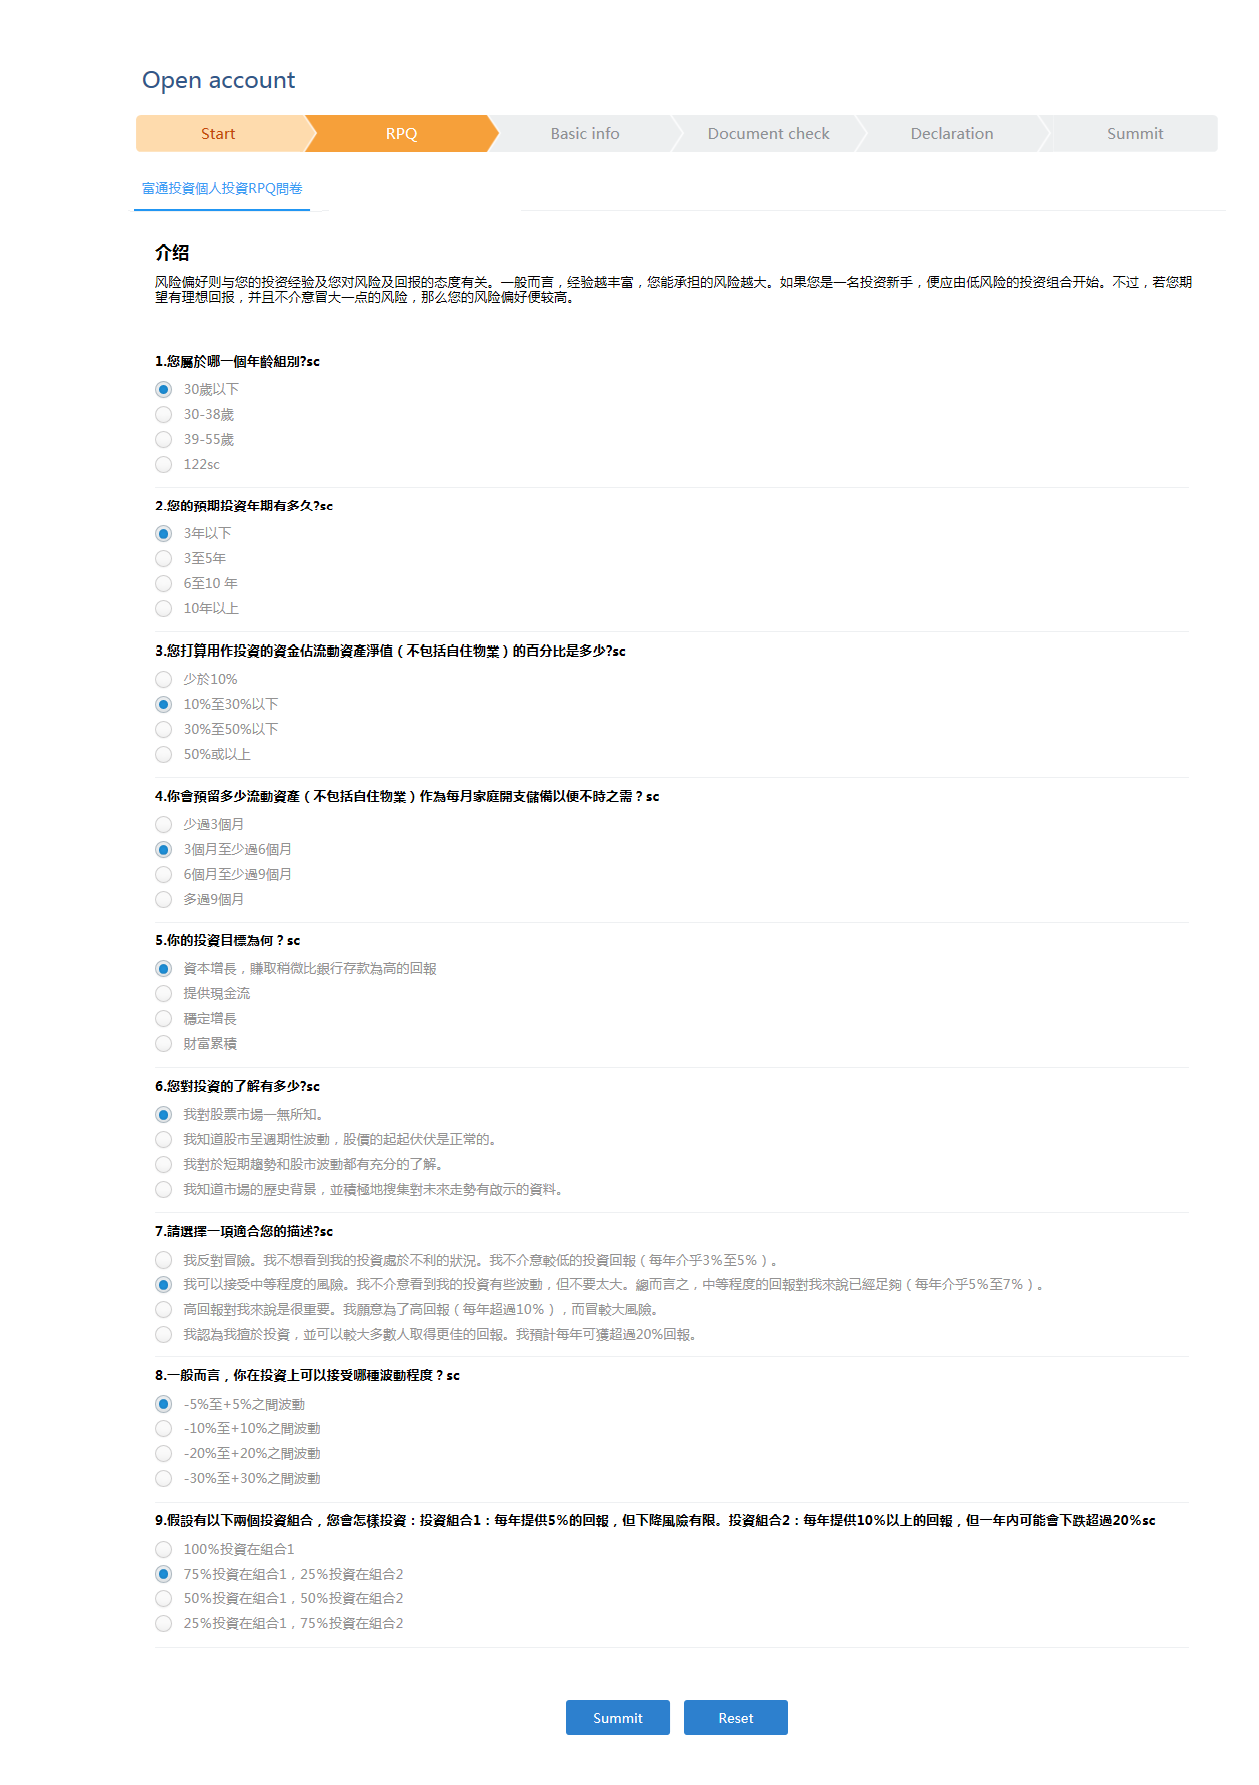 Open account
Start RPQ Basic info Document check Declaration Summit
富通投資個人投資RPQ問卷
介绍
风险偏好则与您的投资经验及您对风险及回报的态度有关。一般而言，经验越丰富，您能承担的风险越大。如果您是一名投资新手，便应由低风险的投资组合开始。不过，若您期
望有理想回报，并且不介意冒大一点的风险，那么您的风险偏好便较高。
1.您屬於哪一個年齡組別?sc
30歲以下
30-38歲
39-55歲
122sc
2.您的預期投資年期有多久?sc
3年以下
3至5年
6至10 年
10年以上
3.您打算用作投資的資金佔流動資產淨值（不包括自住物業）的百分比是多少?sc
少於10%
10%至30%以下
30%至50%以下
50%或以上
4.你會預留多少流動資產（不包括自住物業）作為每月家庭開支儲備以便不時之需？sc
少過3個月
3個月至少過6個月
6個月至少過9個月
多過9個月
5.你的投資目標為何？sc
資本增長，賺取稍微比銀行存款為高的回報
提供現金流
穩定增長
財富累積
6.您對投資的了解有多少?sc
我對股票市場一無所知。
我知道股市呈週期性波動，股價的起起伏伏是正常的。
我對於短期趨勢和股市波動都有充分的了解。
我知道市場的歷史背景，並積極地搜集對未來走勢有啟示的資料。
7.請選擇一項適合您的描述?sc
我反對冒險。我不想看到我的投資處於不利的狀況。我不介意較低的投資回報（每年介乎3%至5%）。
我可以接受中等程度的風險。我不介意看到我的投資有些波動，但不要太大。總而言之，中等程度的回報對我來說已經足夠（每年介乎5%至7%）。
高回報對我來說是很重要。我願意為了高回報（每年超過10%），而冒較大風險。
我認為我擅於投資，並可以較大多數人取得更佳的回報。我預計每年可獲超過20%回報。
8.一般而言，你在投資上可以接受哪種波動程度？sc
-5%至+5%之間波動
-10%至+10%之間波動
-20%至+20%之間波動
-30%至+30%之間波動
9.假設有以下兩個投資組合，您會怎樣投資：投資組合1：每年提供5%的回報，但下降風險有限。投資組合2：每年提供10%以上的回報，但一年內可能會下跌超過20%sc
100%投資在組合1
75%投資在組合1，25%投資在組合2
50%投資在組合1，50%投資在組合2
25%投資在組合1，75%投資在組合2
Summit Reset